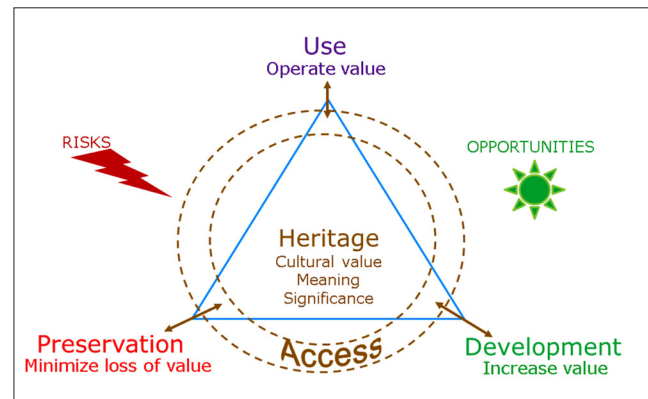 Use
Operate value
RISKS
OPPORTUNITIES
Heritage
Cultural value
Meaning
Significance
Preservation
Minimize loss of value
Access
Development
Increase value